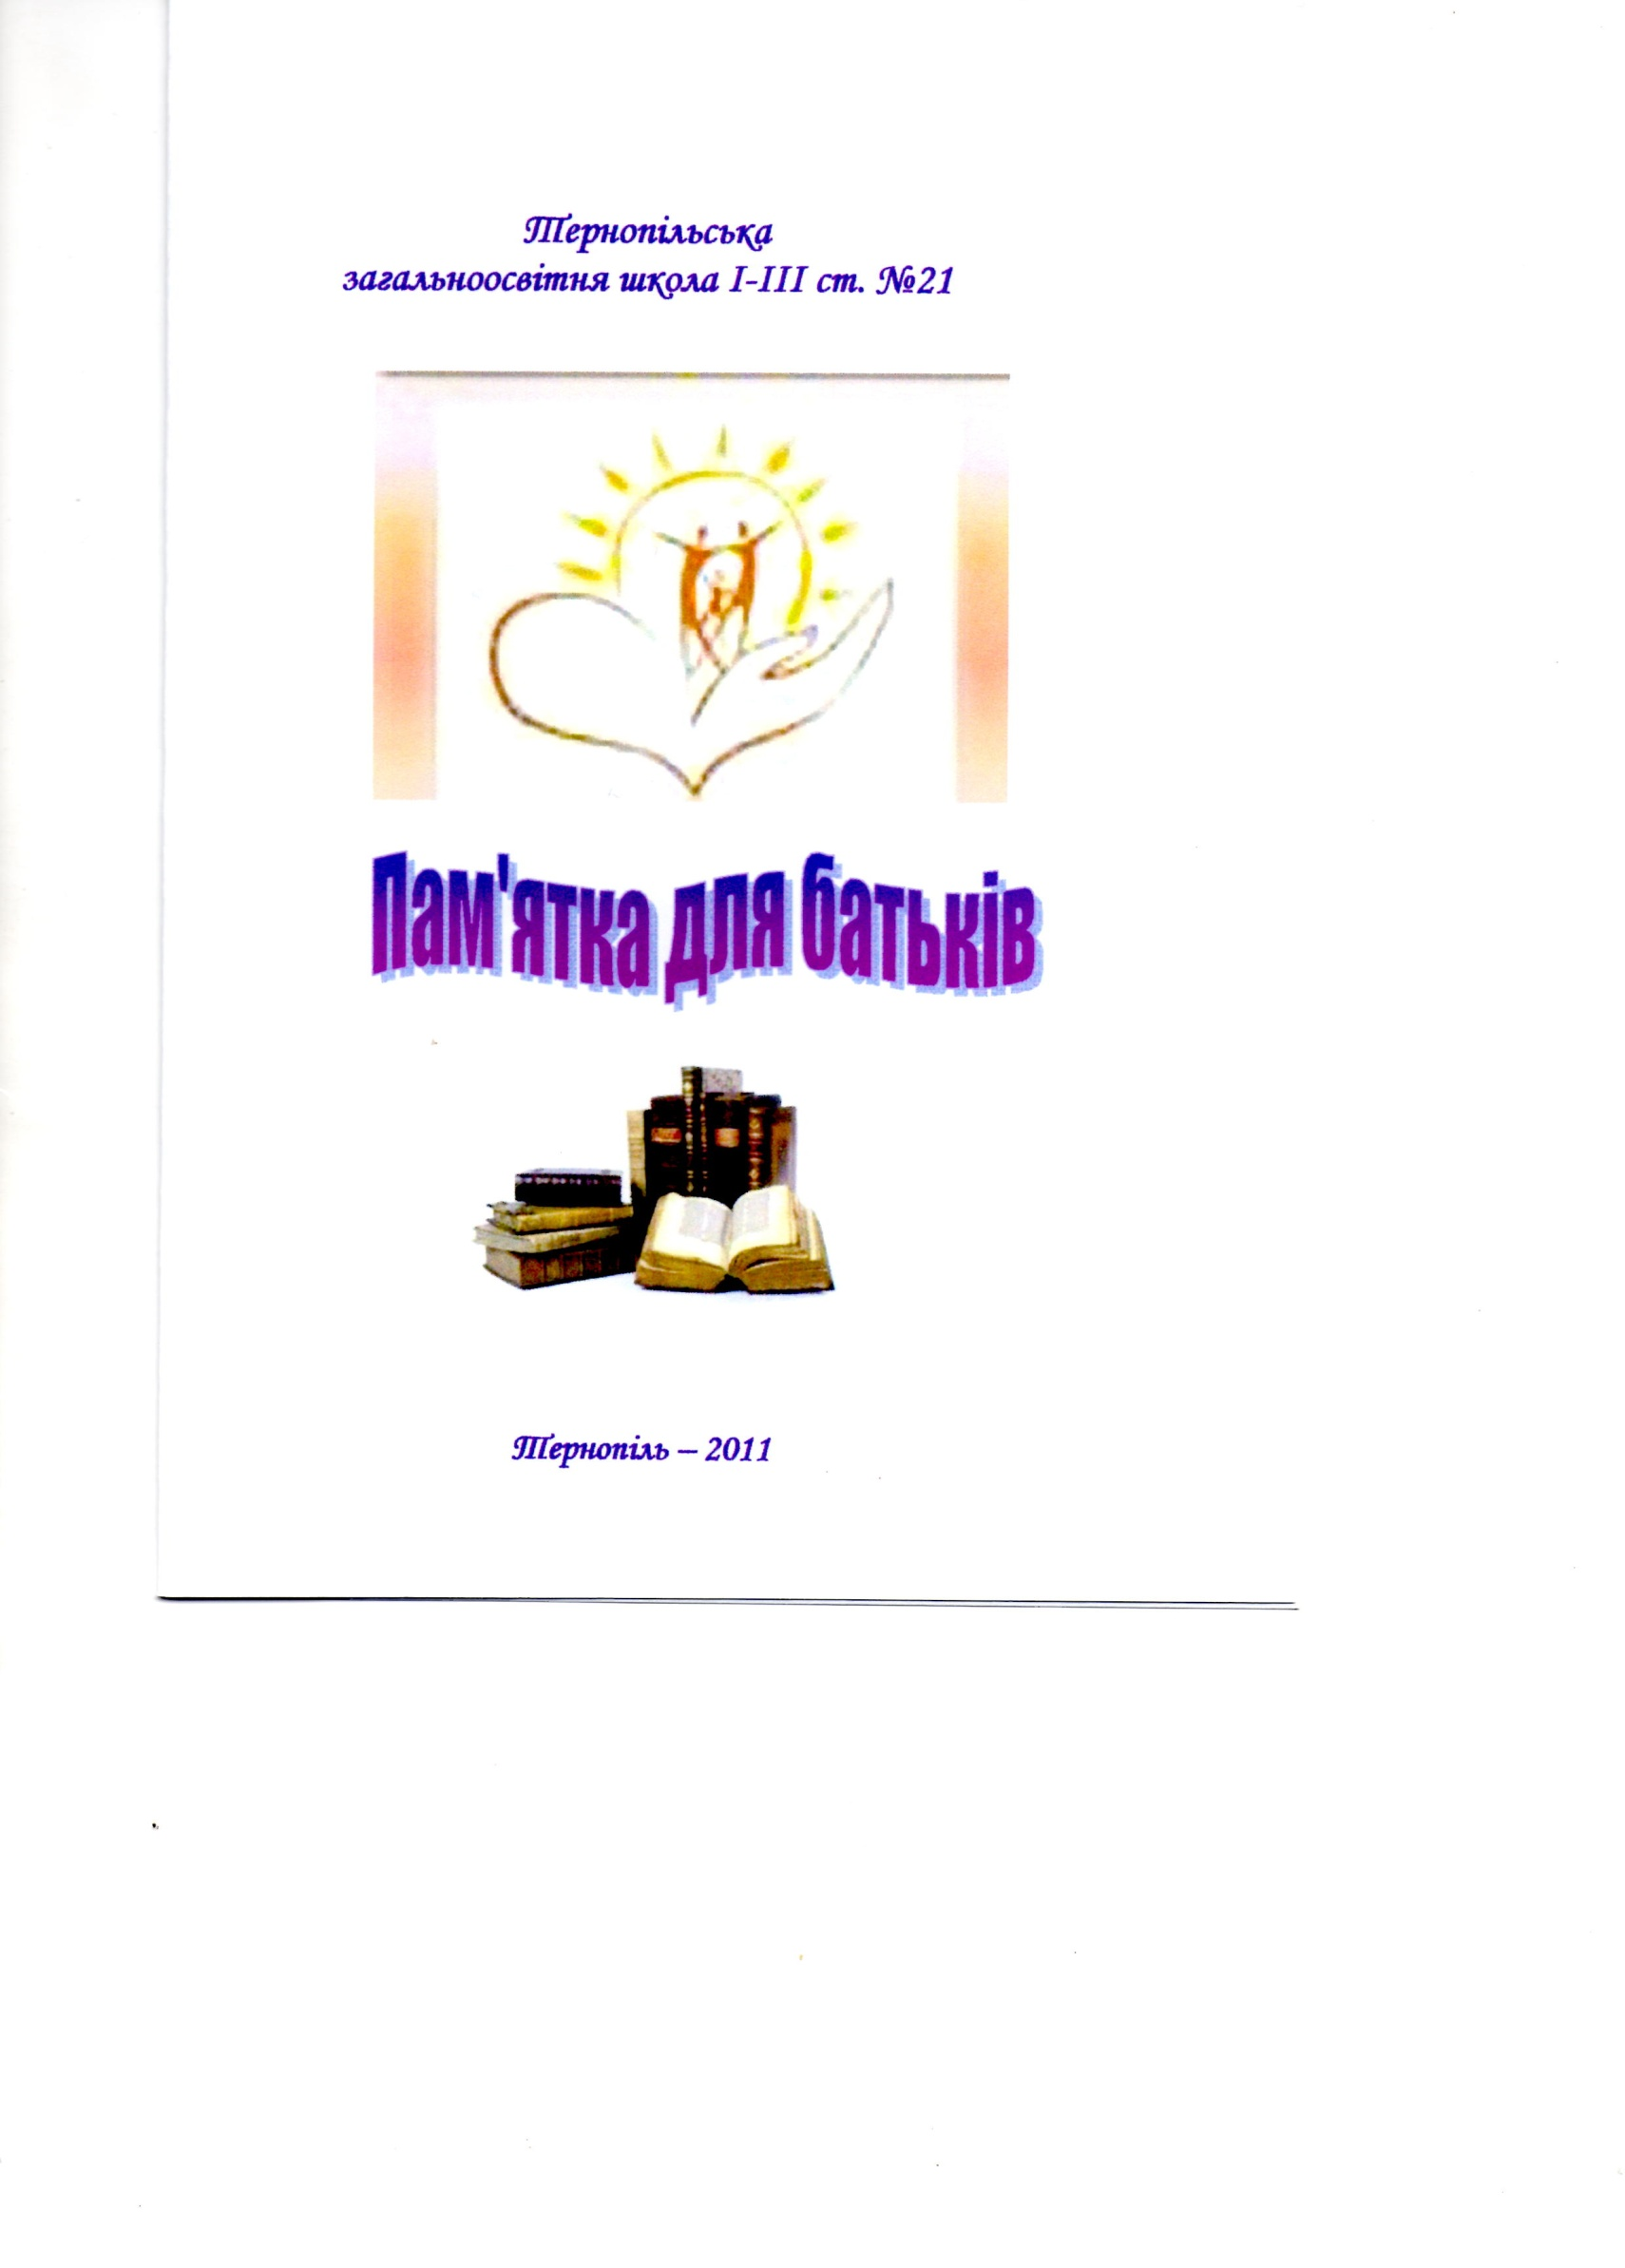 Тернопільська
загальноосвітня школа І-ІІІ ст. №21
Пам'ятка для батьків
Тернопіль – 2011